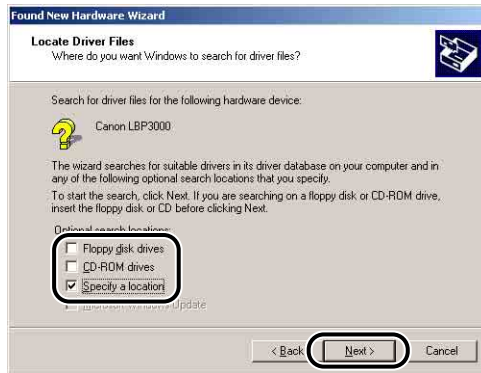 Found New Hardware Wizard
Locate Driver Files
Where do you want Windows to search for driver files?
Search for driver files for the following hardware device:
Canon LBP3000
The wizard searches for suitable drivers in its driver database on your computer and in
any of the following optional search locations that you specify.
To start the search, click Next. If you are searching on a floppy disk or CD-ROM drive,
insert the floppy disk or CD before clicking Next.
Optional search locations:
Floppy disk drives
CD-ROM drives
Specify a location
Microsoft Windows Update
< Back
Next >
Cancel